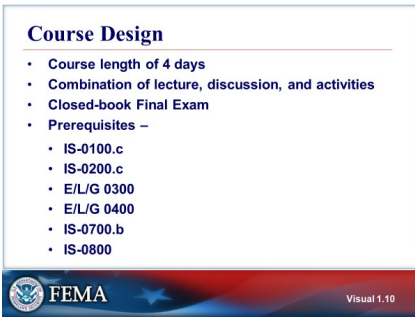 Course Design
• Course length of 4 days
• Combination of lecture, discussion, and activities
• Closed-book Final Exam
• Prerequisites –
• IS-0100.c
• IS-0200.c
• E/L/G 0300
• E/L/G 0400
• IS-0700.b
• IS-0800
FEMA
Visual 1.10